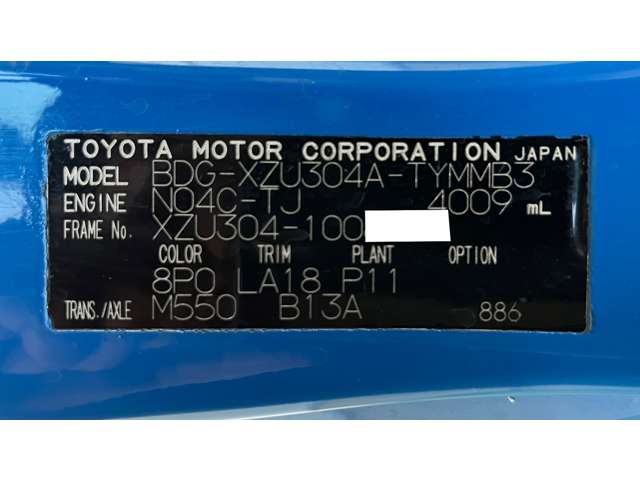 TOYOTA MOTOR CORPORATION JAPAN
MODEL BDG-XZU304A-TYMMB3
ENGINE N04C-TJ 4009 mL
FRAME No. XZU304-100
COLOR TRIM PLANT OPTION
8P0 LA18 P11
TRANS./AXLE M550 B13A 886